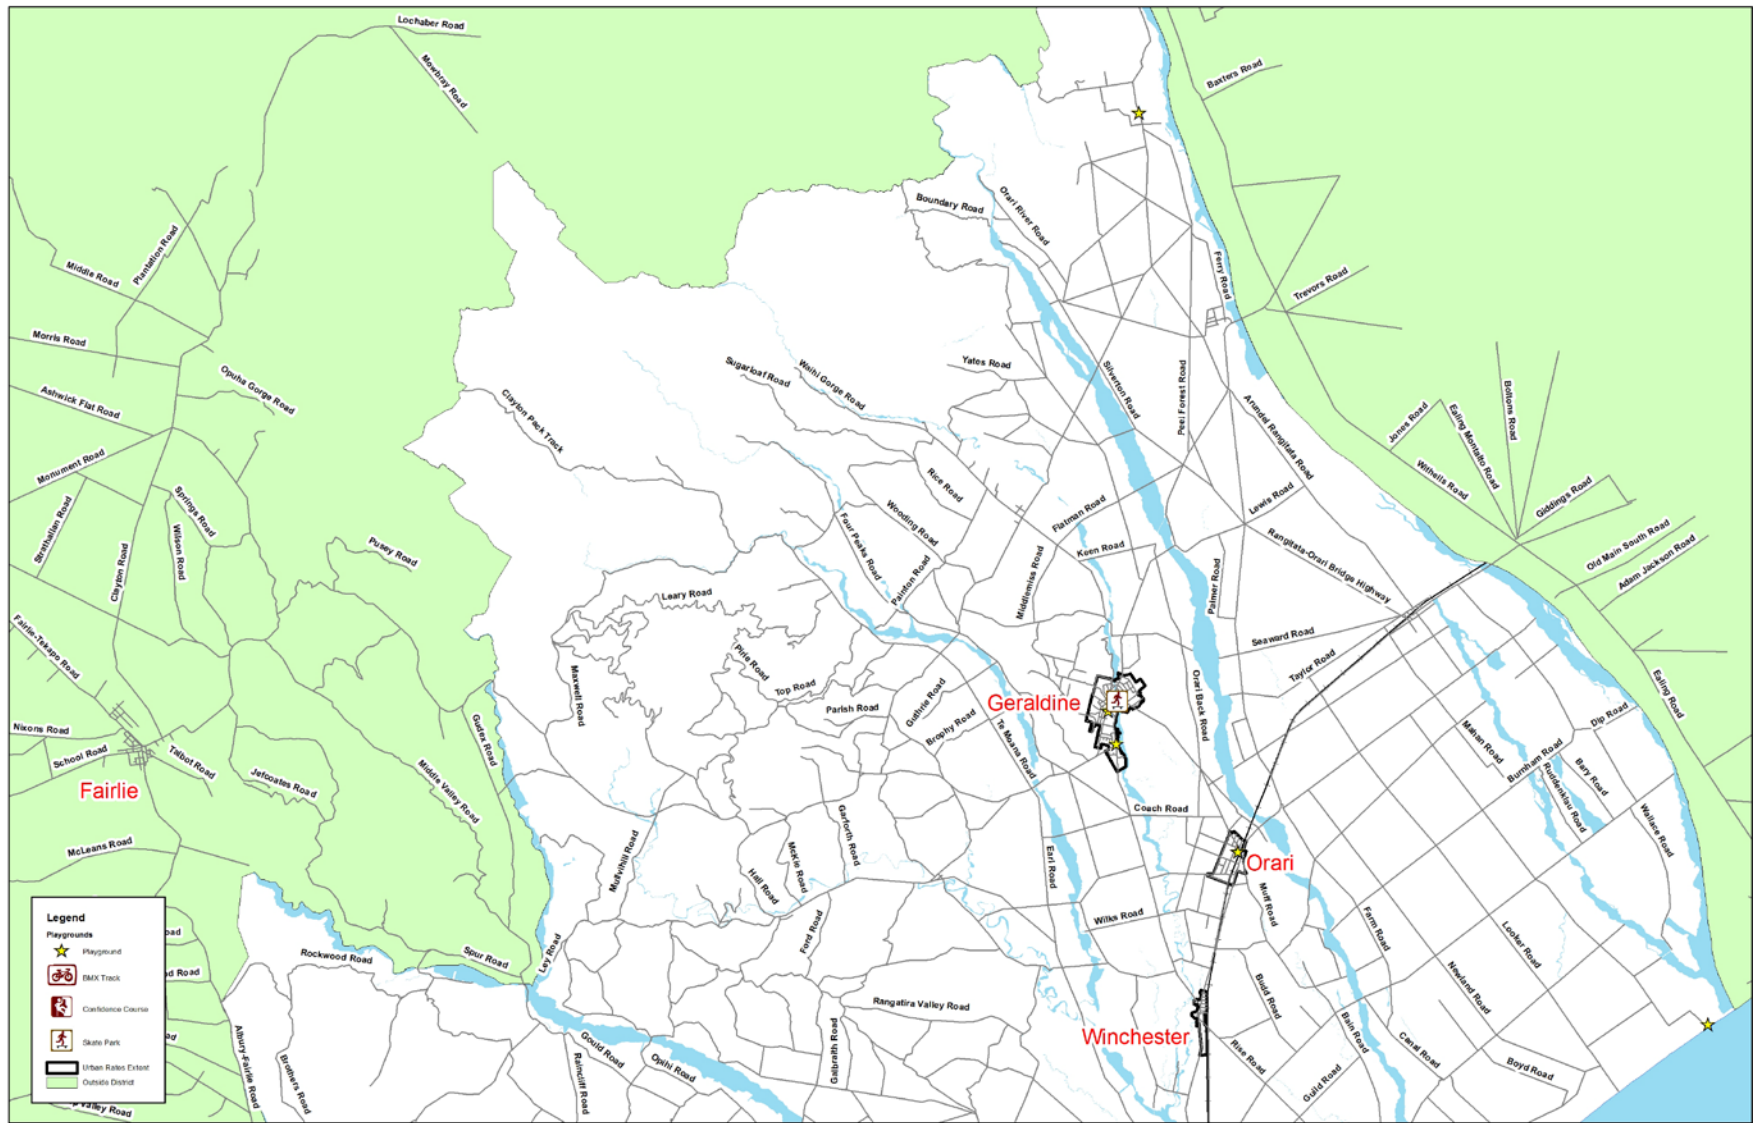 Lochaber Road
Mowbray Road
Baxters Road
Boundary Road
Orari River Road
Plantation Road
Middle Road
Ferry Road
Trevors Road
Morris Road
Opuha Gorge Road
Ashwick Flat Road
Sugarloaf Road
Waihi Gorge Road
Yates Road
Silverton Road
Peel Forest Road
Arundel Rangitata Road
Jones Road
Ealing Montalto Road
Boltons Road
Withells Road
Giddings Road
Clayton Pack Track
Monument Road
Springs Road
Strathallan Road
Wilson Road
Clayton Road
Pusey Road
Rice Road
Wooding Road
Four Peaks Road
Painton Road
Flatman Road
Lewis Road
Keen Road
Middlemiss Road
Palmer Road
Rangitata-Orari Bridge Highway
Old Main South Road
Adam Jackson Road
Leary Road
Fairlie-Tekapo Road
Seaward Road
Taylor Road
Pirie Road
Top Road
Maxwell Road
Parish Road
Guthrie Road
Brophy Road
Te Moana Road
Geraldine
Orari Back Road
Ealing Road
Dip Road
Mahan Road
Burnham Road
Bary Road
Ruddenklau Road
Wallace Road
Nixons Road
School Road
Talbot Road
Fairlie
Gudex Road
Jefcoates Road
Middle Valley Road
McLeans Road
Coach Road
Garforth Road
McKie Road
Hall Road
Mulvihill Road
Earl Road
Orari
Muff Road
Wilks Road
Ford Road
Farm Road
Looker Road
Newland Road
Rockwood Road
Spur Road
Ley Road
Rangatira Valley Road
Budd Road
Bain Road
Winchester
Rise Road
Canal Road
Boyd Road
Guild Road
Gould Road
Opihi Road
Raincliff Road
Galbraith Road
Albury-Fairlie Road
Brothers Road
Legend
Playgrounds
Playground
BMX Track
Confidence Course
Skate Park
Urban Rates Extent
Outside District
Valley Road